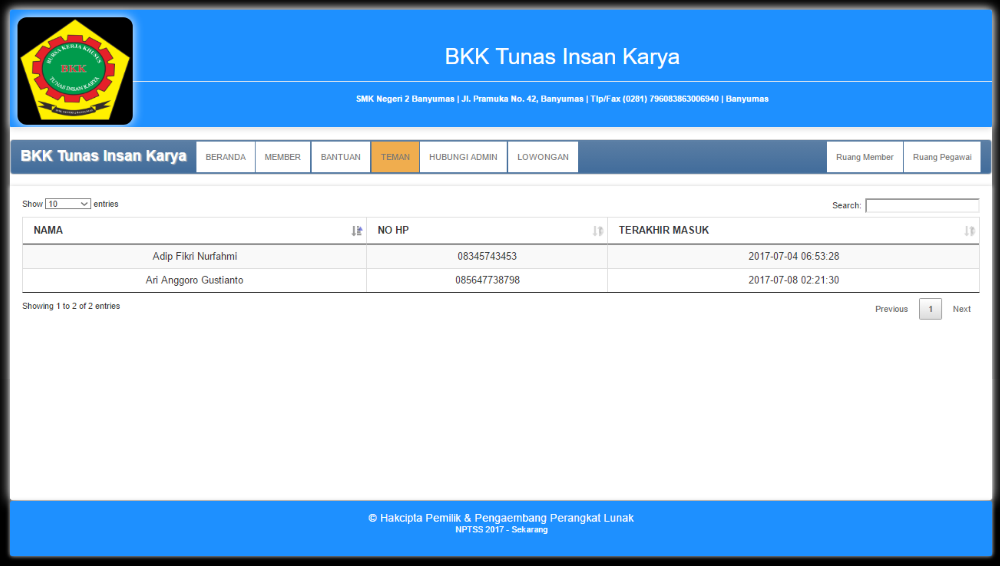 BURSA KERJA KHUSUS
BKK
TUNAS INSAN KARYA
BKK Tunas Insan Karya
SMK Negeri 2 Banyumas | Jl. Pramuka No. 42, Banyumas | Tlp/Fax (0281) 796083863006940 | Banyumas
BKK Tunas Insan Karya BERANDA MEMBER BANTUAN TEMAN HUBUNGI ADMIN LOWONGAN Ruang Member Ruang Pegawai
Show 10 entries Search:
NAMA NO HP TERAKHIR MASUK
Adip Fikri Nurfahmi 08345743453 2017-07-04 06:53:28
Ari Anggoro Gustianto 085647738798 2017-07-08 02:21:30
Showing 1 to 2 of 2 entries Previous 1 Next
© Hakcipta Pemilik & Pengaembang Perangkat Lunak
NPTSS 2017 - Sekarang